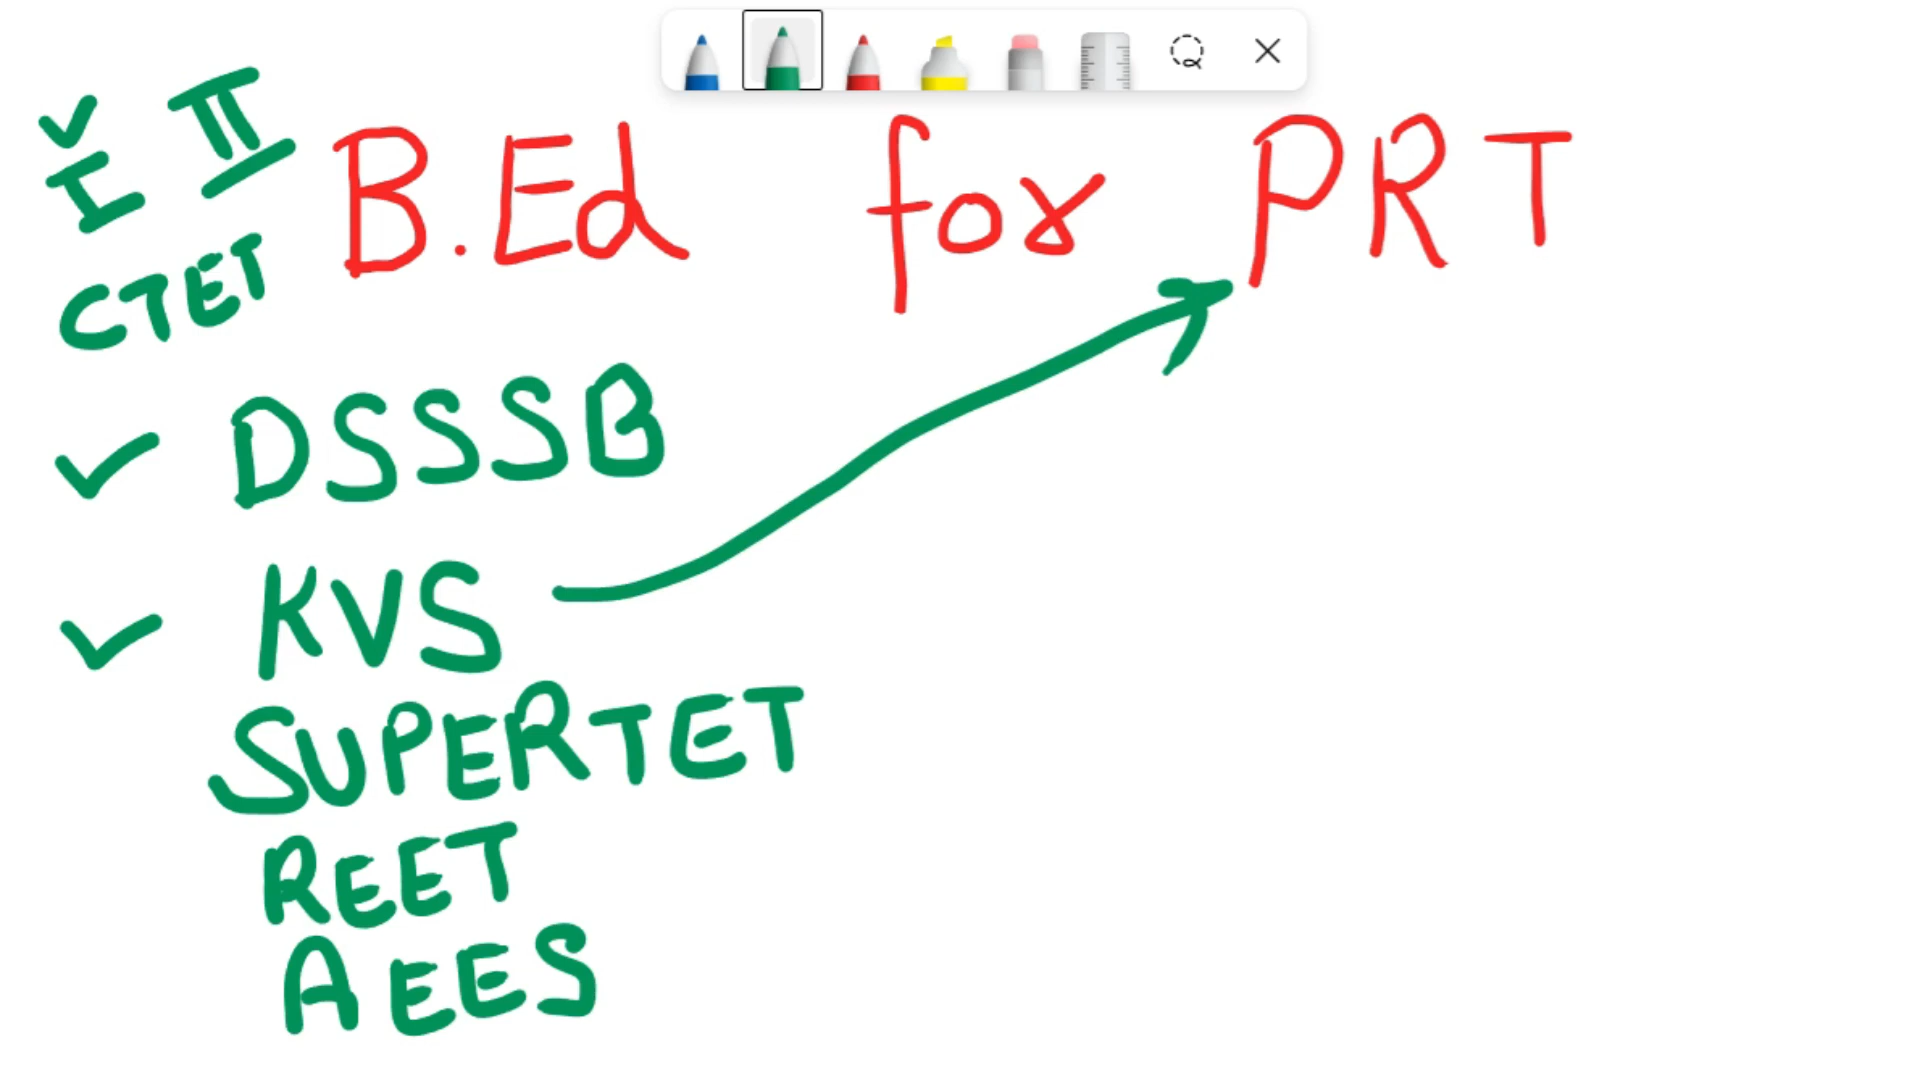 I II
B.Ed for PRT
CTET
DSSSB
KVS
SUPERTET
REET
AEES